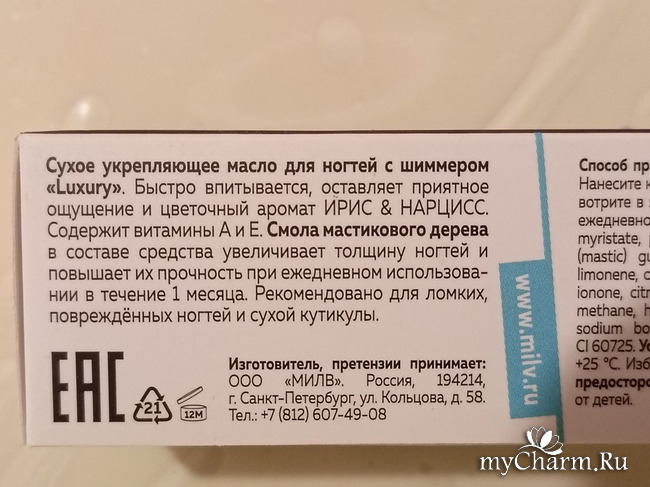 Сухое укрепляющее масло для ногтей с шиммером
«Luxury». Быстро впитывается, оставляет приятное
ощущение и цветочный аромат ИРИС & НАРЦИСС.
Содержит витамины А и Е. Смола мастикового дерева
в составе средства увеличивает толщину ногтей и
повышает их прочность при ежедневном использова-
нии в течение 1 месяца. Рекомендовано для ломких,
повреждённых ногтей и сухой кутикулы.
EAC
21
12M
Изготовитель, претензии принимает:
ООО «МИЛВ». Россия, 194214,
г. Санкт-Петербург, ул. Кольцова, д. 58.
Тел.: +7 (812) 607-49-08
www.milv.ru
Способ пр
Нанесите к
вотрите в
ежедневно
myristate,
(mastic) gu
limonene, c
ionone, citr
methane, h
sodium bo
CI 60725. Ус
+25 °C. Изб
предосторо
от детей.
myCharm.Ru